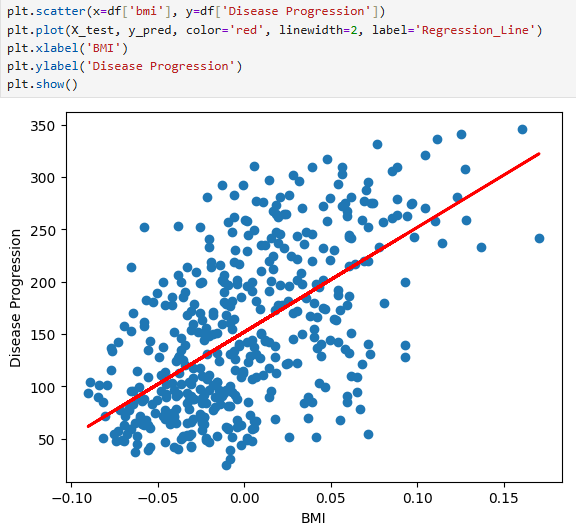 plt.scatter(x=df['bmi'], y=df['Disease Progression'])
plt.plot(X_test, y_pred, color='red', linewidth=2, label='Regression_Line')
plt.xlabel('BMI')
plt.ylabel('Disease Progression')
plt.show()
350
300
250
200
150
100
50
Disease Progression
−0.10 −0.05 0.00 0.05 0.10 0.15
BMI